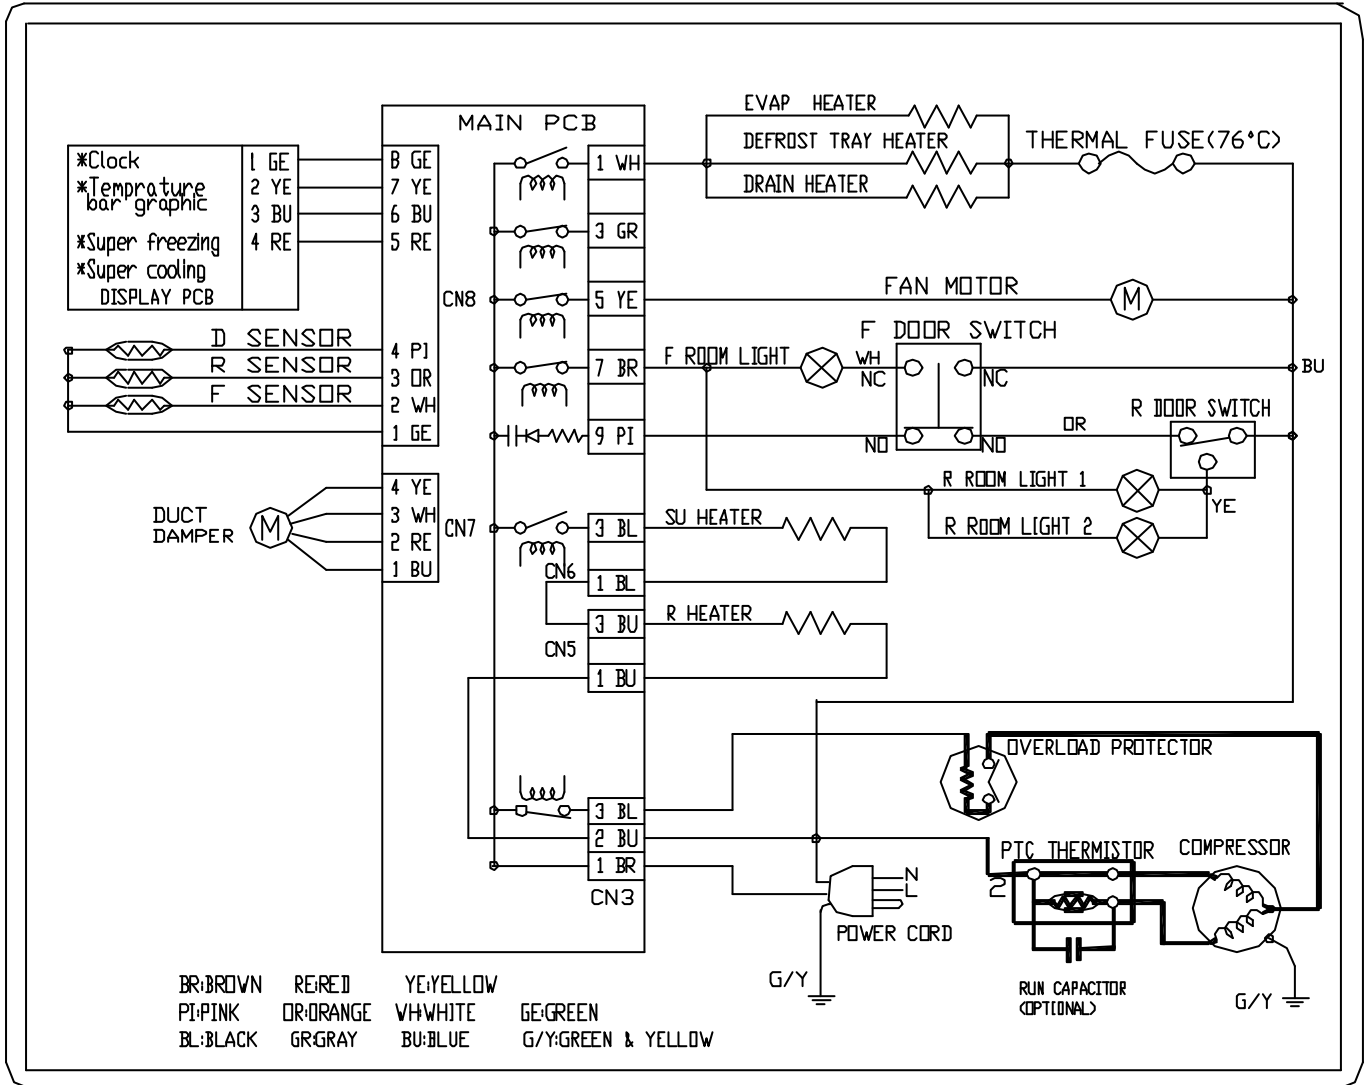 MAIN PCB
*Clock
*Temprature
bar graphic
*Super freezing
*Super cooling
DISPLAY PCB
1 GE
2 YE
3 BU
4 RE
8 GE
7 YE
6 BU
5 RE
CN8
D SENSOR
R SENSOR
F SENSOR
4 PI
3 OR
2 WH
1 GE
DUCT
DAMPER
M
4 YE
3 WH
2 RE
1 BU
CN7
1 WH
3 GR
5 YE
7 BR
9 PI
3 BL
CN6
1 BL
3 BU
CN5
1 BU
3 BL
2 BU
1 BR
CN3
EVAP HEATER
DEFROST TRAY HEATER
DRAIN HEATER
THERMAL FUSE(76°C)
FAN MOTOR
M
F DOOR SWITCH
F ROOM LIGHT
WH
NC
NC
BU
NO
NO
OR
R DOOR SWITCH
R ROOM LIGHT 1
YE
R ROOM LIGHT 2
SU HEATER
R HEATER
OVERLOAD PROTECTOR
PTC THERMISTOR
COMPRESSOR
2
N
L
POWER CORD
G/Y
RUN CAPACITOR
(OPTIONAL)
G/Y
BR:BROWN RE:RED YE:YELLOW
PI:PINK OR:ORANGE WH:WHITE GE:GREEN
BL:BLACK GR:GRAY BU:BLUE G/Y:GREEN & YELLOW